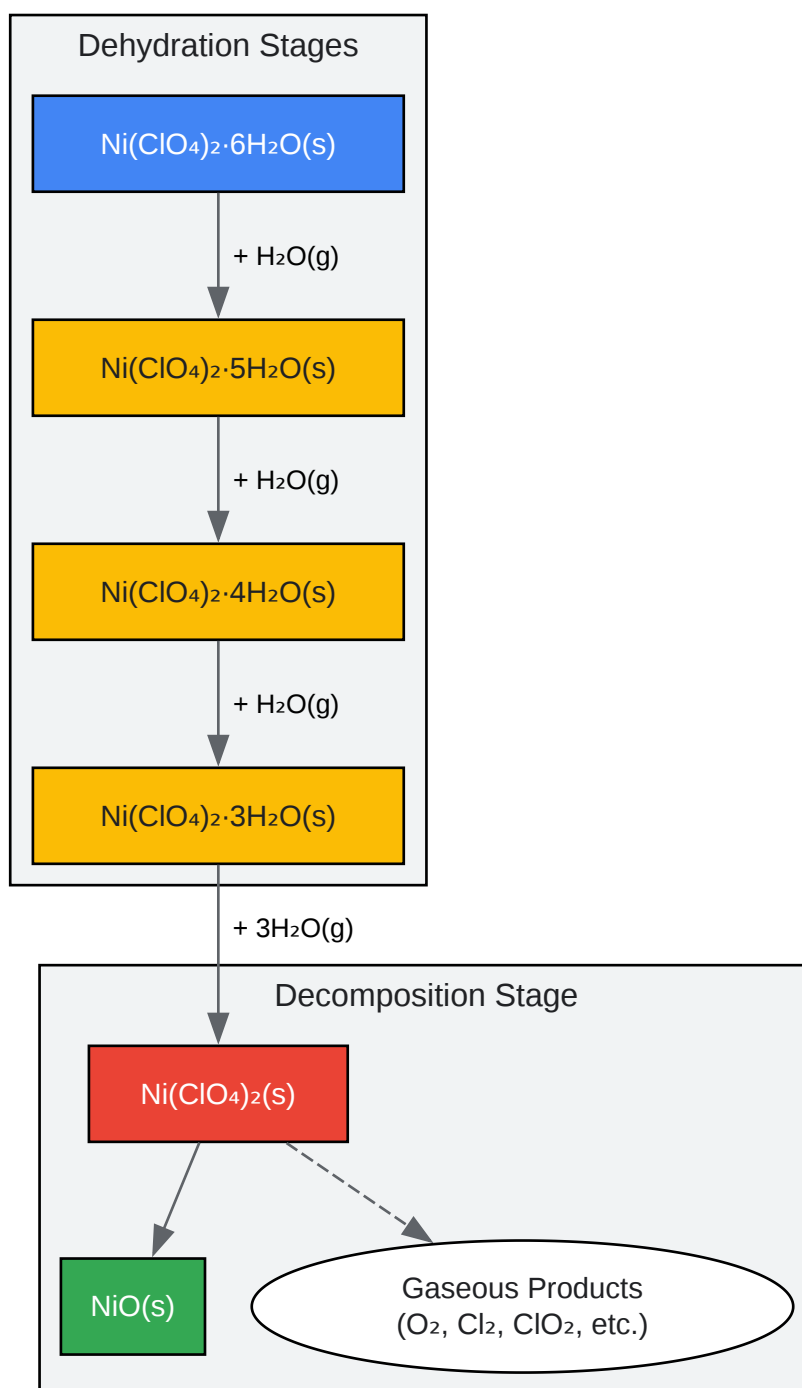 Dehydration Stages
Ni(ClO₄)₂·6H₂O(s)
+ H₂O(g)
Ni(ClO₄)₂·5H₂O(s)
+ H₂O(g)
Ni(ClO₄)₂·4H₂O(s)
+ H₂O(g)
Ni(ClO₄)₂·3H₂O(s)
+ 3H₂O(g)
Decomposition Stage
Ni(ClO₄)₂(s)
NiO(s)
Gaseous Products
(O₂, Cl₂, ClO₂, etc.)